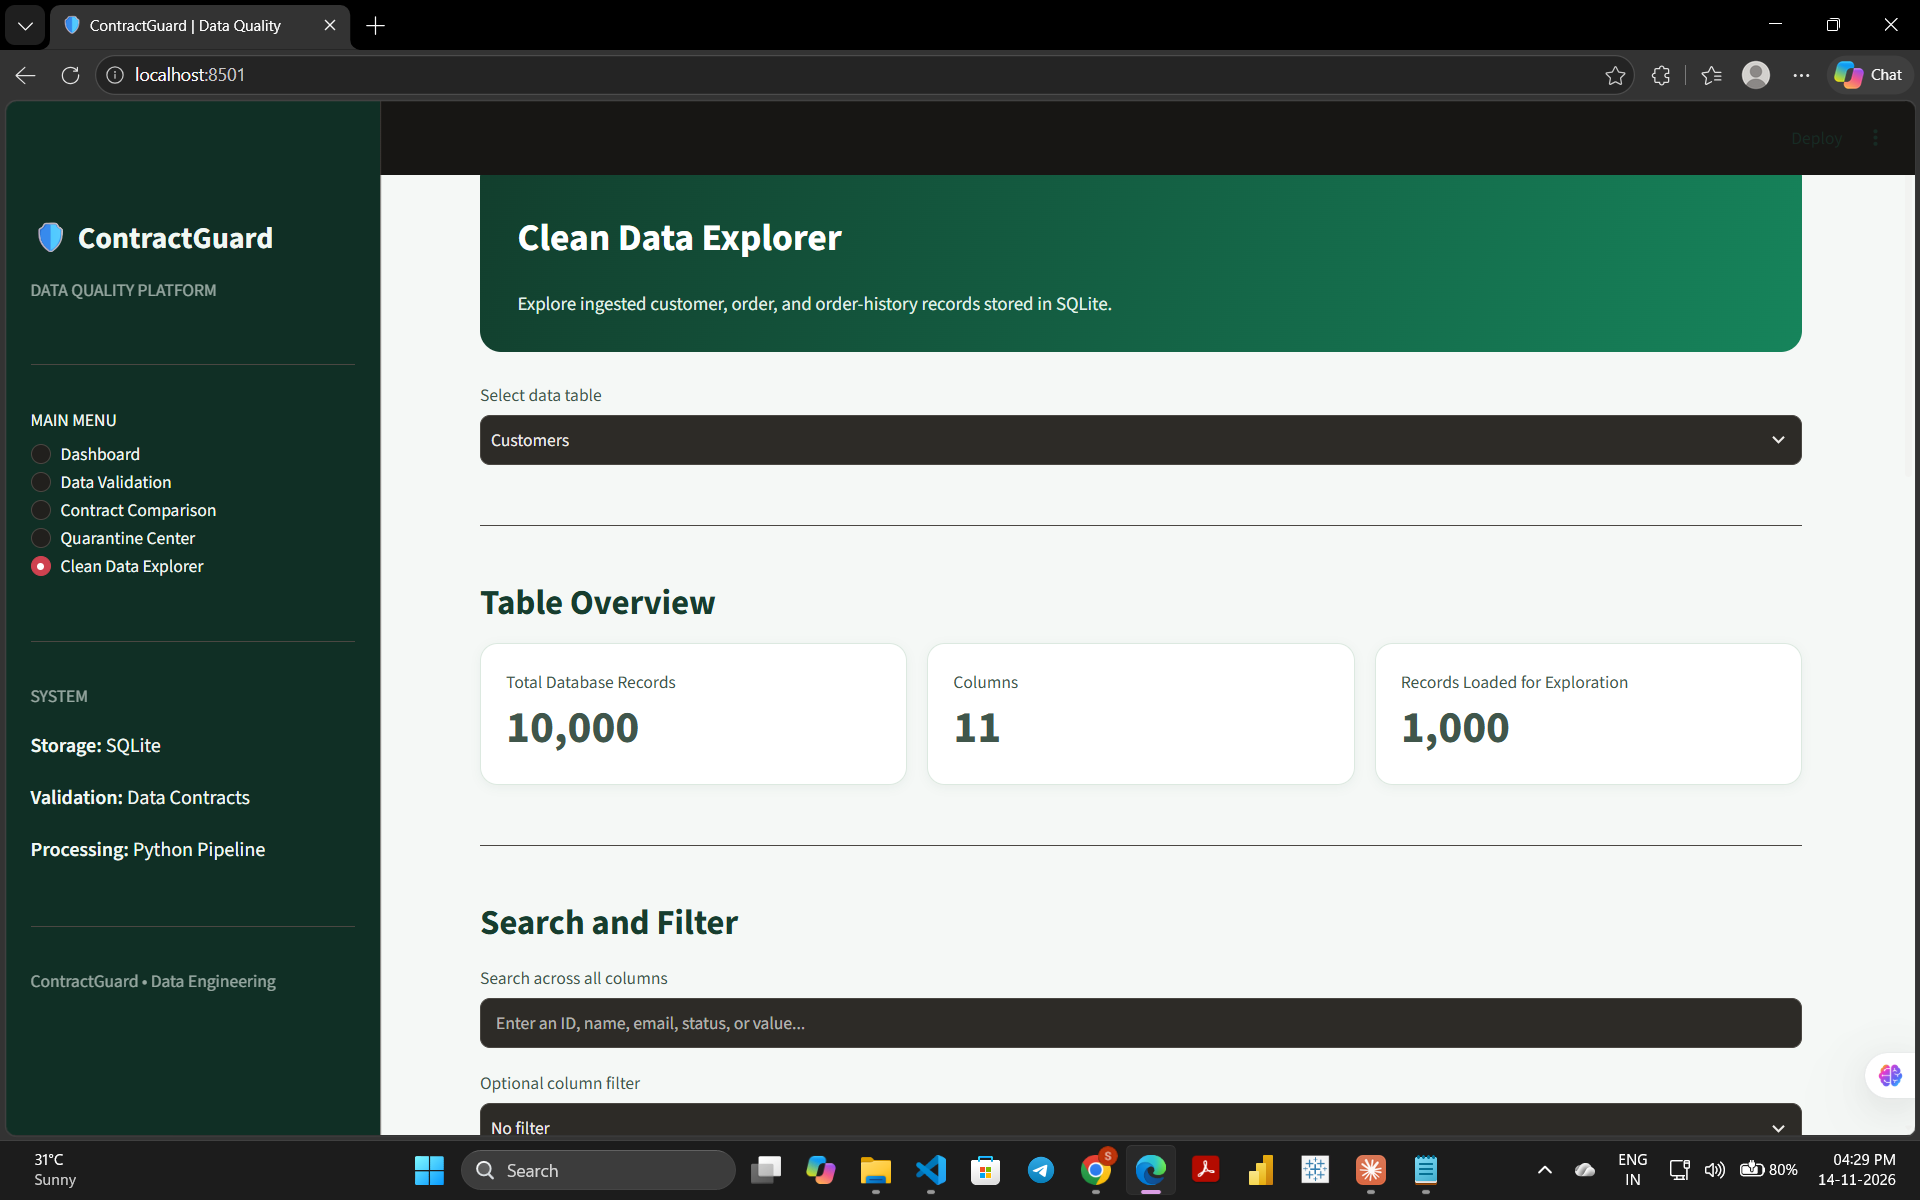 ContractGuard | Data Quality
localhost:8501
Chat
Deploy
ContractGuard
DATA QUALITY PLATFORM
MAIN MENU
Dashboard
Data Validation
Contract Comparison
Quarantine Center
Clean Data Explorer
SYSTEM
Storage: SQLite
Validation: Data Contracts
Processing: Python Pipeline
ContractGuard • Data Engineering
Clean Data Explorer
Explore ingested customer, order, and order-history records stored in SQLite.
Select data table
Customers
Table Overview
Total Database Records
10,000
Columns
11
Records Loaded for Exploration
1,000
Search and Filter
Search across all columns
Enter an ID, name, email, status, or value...
Optional column filter
No filter
31°C
Sunny
Search
S
ENG
IN
80%
04:29 PM
14-11-2026